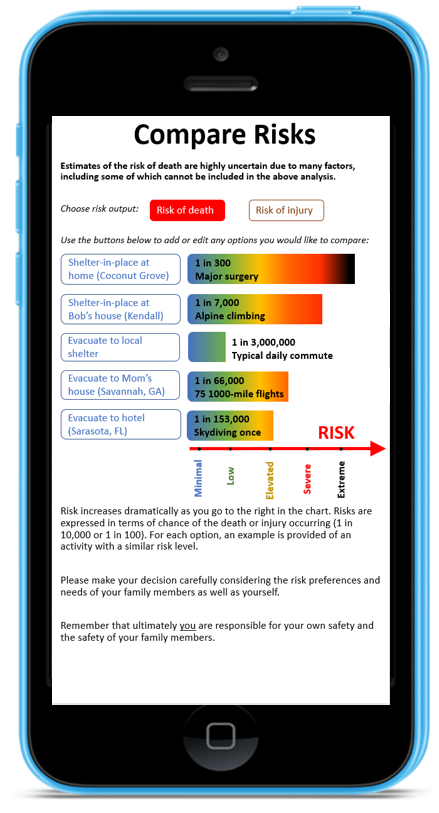 Compare Risks
Estimates of the risk of death are highly uncertain due to many factors,
including some of which cannot be included in the above analysis.
Choose risk output:
Risk of death
Risk of injury
Use the buttons below to add or edit any options you would like to compare:
Shelter-in-place at
home (Coconut Grove)
1 in 300
Major surgery
Shelter-in-place at
Bob's house (Kendall)
1 in 7,000
Alpine climbing
Evacuate to local
shelter
1 in 3,000,000
Typical daily commute
Evacuate to Mom's
house (Savannah, GA)
1 in 66,000
75 1000-mile flights
Evacuate to hotel
(Sarasota, FL)
1 in 153,000
Skydiving once
RISK
Minimal
Low
Elevated
Severe
Extreme
Risk increases dramatically as you go to the right in the chart. Risks are
expressed in terms of chance of the death or injury occurring (1 in
10,000 or 1 in 100). For each option, an example is provided of an
activity with a similar risk level.
Please make your decision carefully considering the risk preferences and
needs of your family members as well as yourself.
Remember that ultimately you are responsible for your own safety and
the safety of your family members.